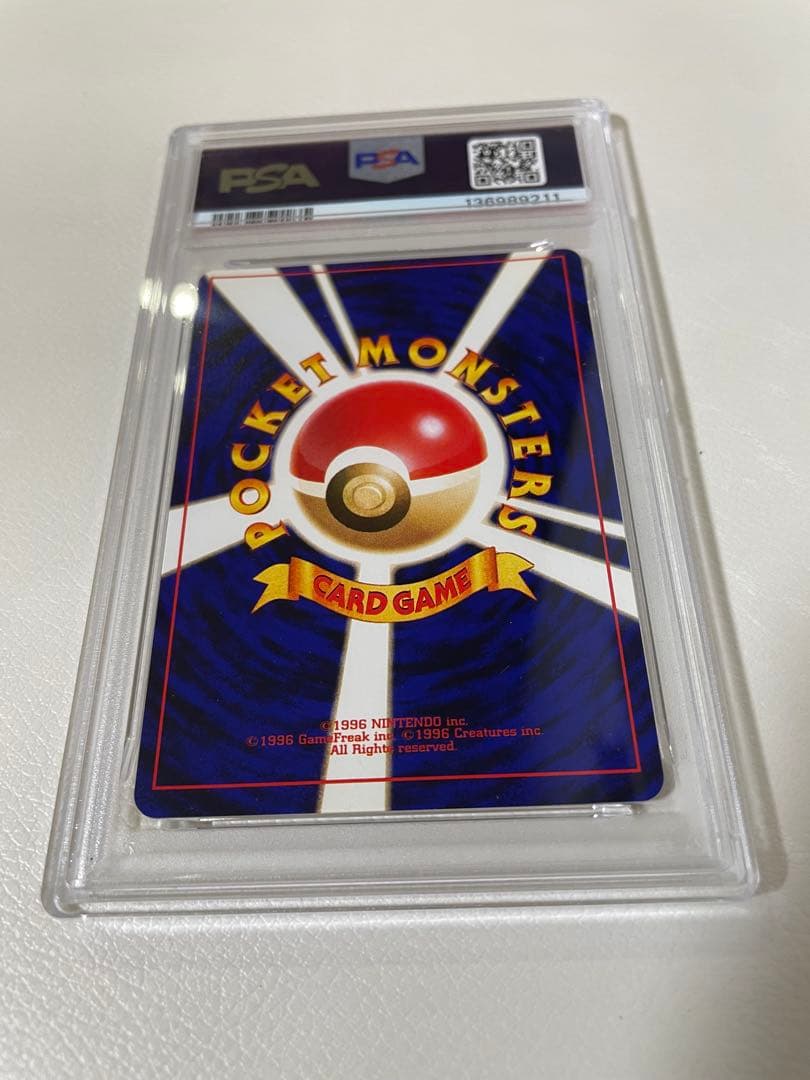 PSA PSA
136989211
POCKET MONSTERS
CARD GAME
©1996 NINTENDO inc.
©1996 GameFreak inc. ©1996 Creatures inc.
All Rights reserved.